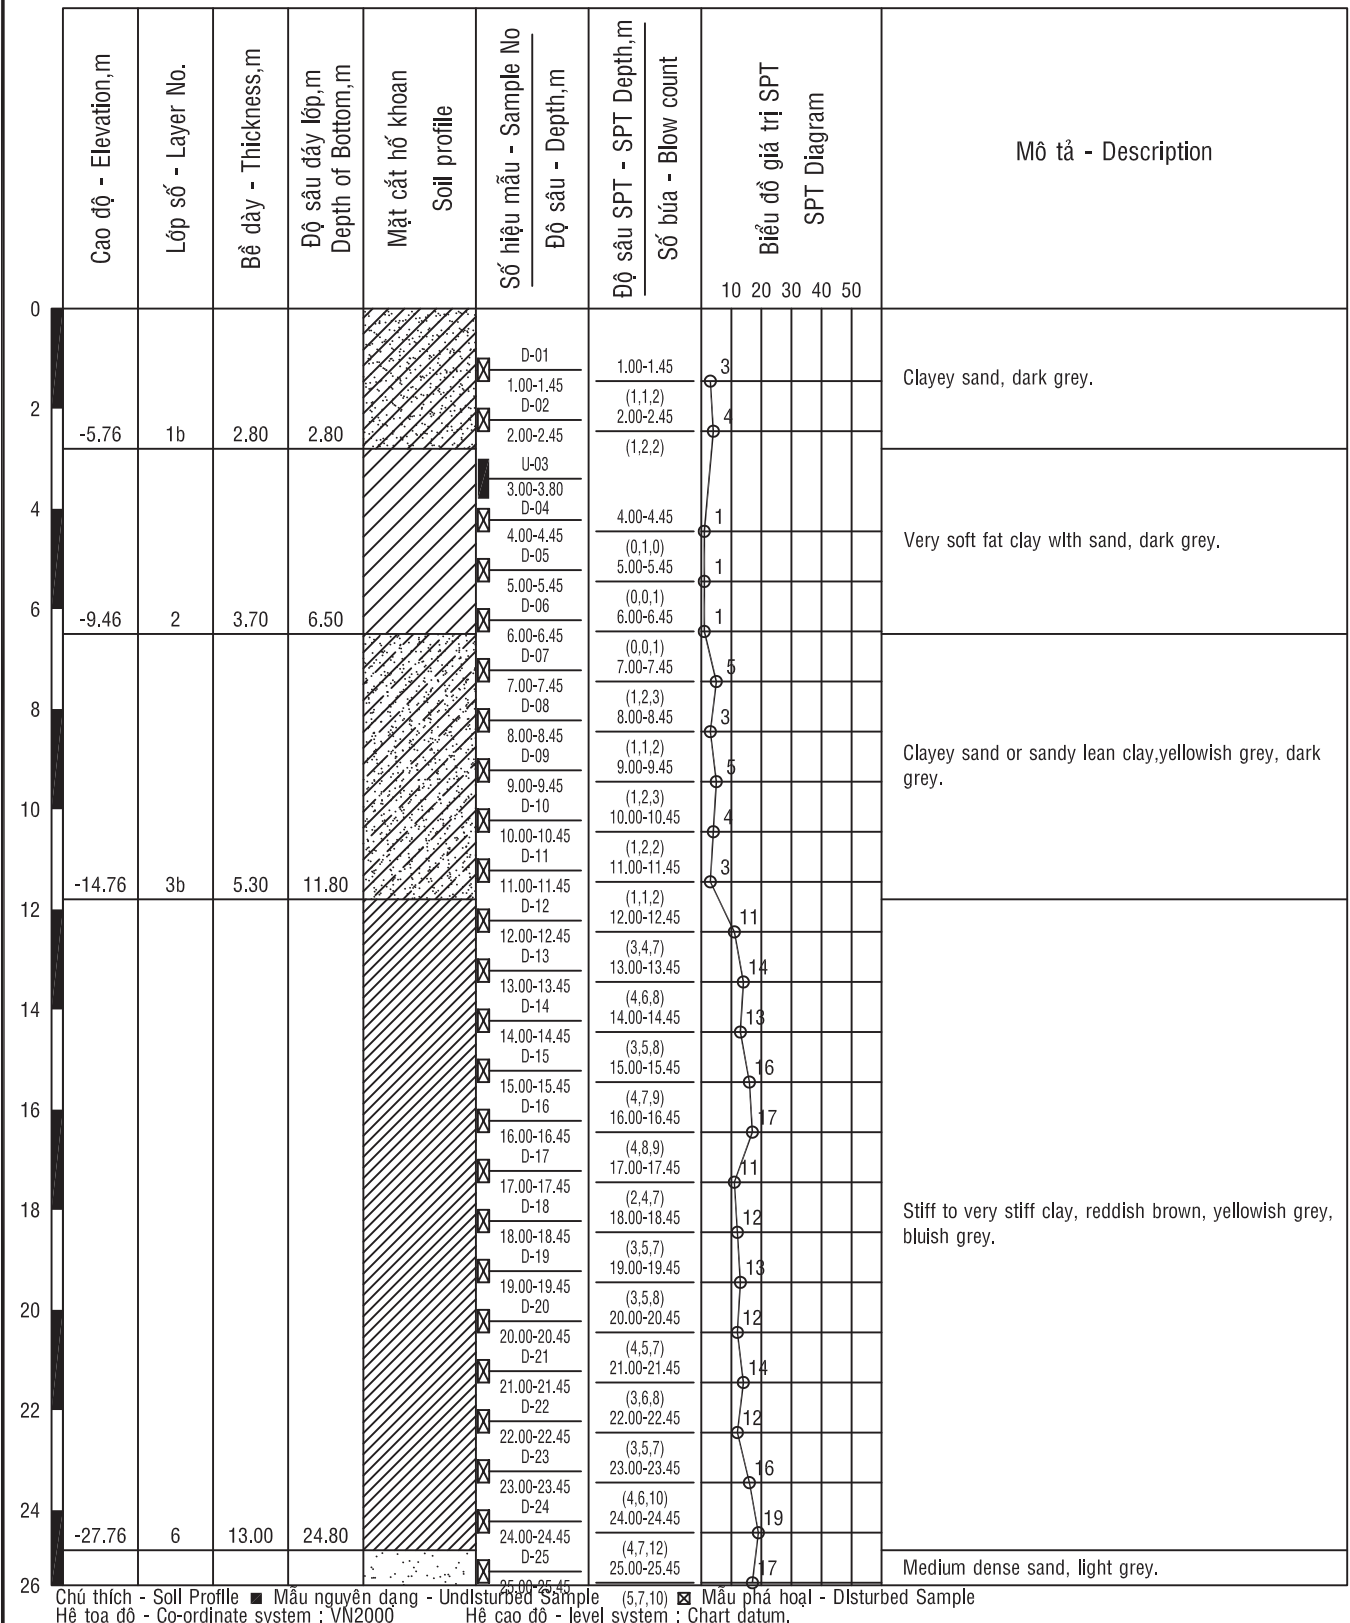 Cao độ - Elevation,m
Lớp số - Layer No.
Bề dày - Thickness,m
Độ sâu đáy lớp,m
Depth of Bottom,m
Mặt cắt hố khoan
Soil profile
Số hiệu mẫu - Sample No
Độ sâu - Depth,m
Độ sâu SPT - SPT Depth,m
Số búa - Blow count
Biểu đồ giá trị SPT
SPT Diagram
Mô tả - Description
10 20 30 40 50
0
D-01
1.00-1.45
3
1.00-1.45
(1,1,2)
Clayey sand, dark grey.
2
D-02
2.00-2.45
4
-5.76 1b 2.80 2.80
2.00-2.45
(1,2,2)
U-03
3.00-3.80
4
D-04
4.00-4.45
1
4.00-4.45
(0,1,0)
Very soft fat clay with sand, dark grey.
D-05
5.00-5.45
1
5.00-5.45
(0,0,1)
6
D-06
6.00-6.45
1
-9.46 2 3.70 6.50
6.00-6.45
(0,0,1)
D-07
7.00-7.45
5
7.00-7.45
(1,2,3)
8
D-08
8.00-8.45
3
8.00-8.45
(1,1,2)
Clayey sand or sandy lean clay,yellowish grey, dark
grey.
D-09
9.00-9.45
5
9.00-9.45
(1,2,3)
10
D-10
10.00-10.45
4
10.00-10.45
(1,2,2)
D-11
11.00-11.45
3
-14.76 3b 5.30 11.80
11.00-11.45
(1,1,2)
12
D-12
12.00-12.45
11
12.00-12.45
(3,4,7)
D-13
13.00-13.45
14
13.00-13.45
(4,6,8)
14
D-14
14.00-14.45
13
14.00-14.45
(3,5,8)
D-15
15.00-15.45
16
15.00-15.45
(4,7,9)
16
D-16
16.00-16.45
17
16.00-16.45
(4,8,9)
D-17
17.00-17.45
11
17.00-17.45
(2,4,7)
18
D-18
18.00-18.45
12
Stiff to very stiff clay, reddish brown, yellowish grey,
bluish grey.
18.00-18.45
(3,5,7)
D-19
19.00-19.45
13
19.00-19.45
(3,5,8)
20
D-20
20.00-20.45
12
20.00-20.45
(4,5,7)
D-21
21.00-21.45
14
21.00-21.45
(3,6,8)
22
D-22
22.00-22.45
12
22.00-22.45
(3,5,7)
D-23
23.00-23.45
16
23.00-23.45
(4,6,10)
24
D-24
24.00-24.45
19
-27.76 6 13.00 24.80
24.00-24.45
(4,7,12)
D-25
25.00-25.45
17
Medium dense sand, light grey.
26
25.00-25.45
(5,7,10)
Chú thích - Soil Profile Mẫu nguyên dạng - Undisturbed Sample Mẫu phá hoại - Disturbed Sample
Hệ tọa độ - Co-ordinate system : VN2000 Hệ cao độ - level system : Chart datum.